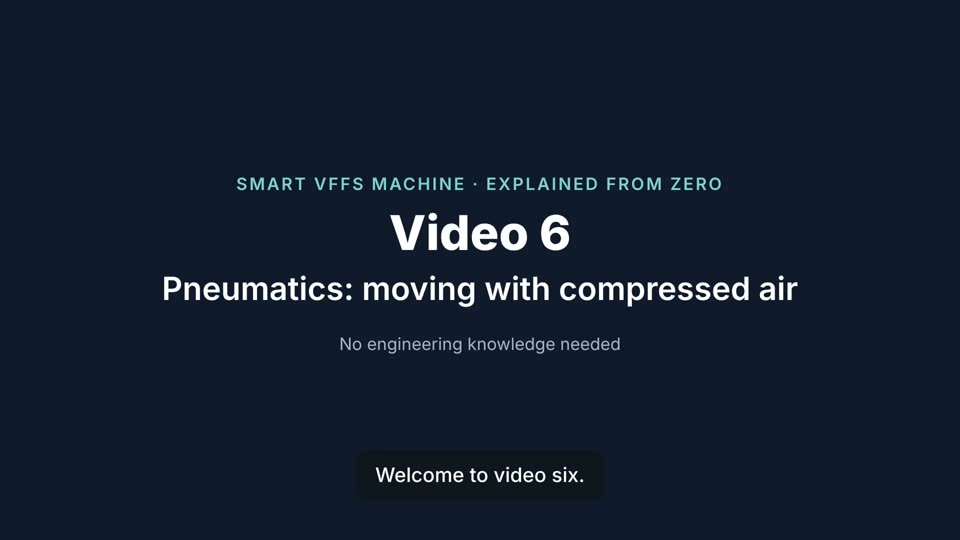 SMART VFFS MACHINE · EXPLAINED FROM ZERO
Video 6
Pneumatics: moving with compressed air
No engineering knowledge needed
Welcome to video six.